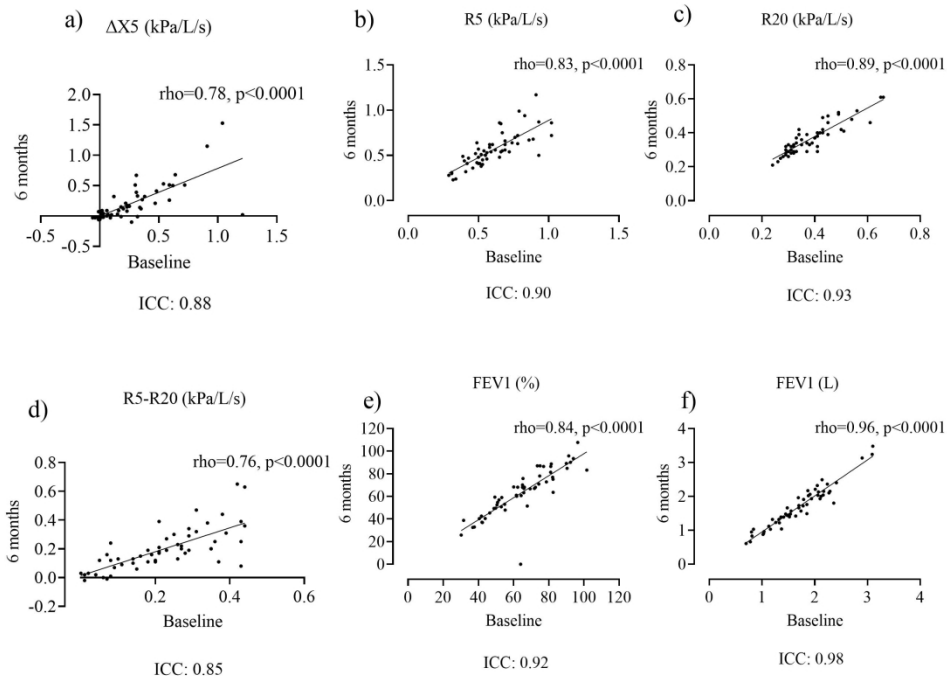 a)
ΔX5 (kPa/L/s)
rho=0.78, p<0.0001
2.0
1.5
1.0
0.5
-0.5
6 months
-0.5 0.0 0.5 1.0 1.5
Baseline
ICC: 0.88
b)
R5 (kPa/L/s)
rho=0.83, p<0.0001
1.5
1.0
0.5
0.0
6 months
0.0 0.5 1.0 1.5
Baseline
ICC: 0.90
c)
R20 (kPa/L/s)
rho=0.89, p<0.0001
0.8
0.6
0.4
0.2
0.0
6 months
0.0 0.2 0.4 0.6 0.8
Baseline
ICC: 0.93
d)
R5-R20 (kPa/L/s)
rho=0.76, p<0.0001
0.8
0.6
0.4
0.2
0.0
-0.2
6 months
0.2 0.4 0.6
Baseline
ICC: 0.85
e)
FEV1 (%)
rho=0.84, p<0.0001
120
100
80
60
40
20
0
6 months
0 20 40 60 80 100 120
Baseline
ICC: 0.92
f)
FEV1 (L)
rho=0.96, p<0.0001
4
3
2
1
0
6 months
0 1 2 3 4
Baseline
ICC: 0.98